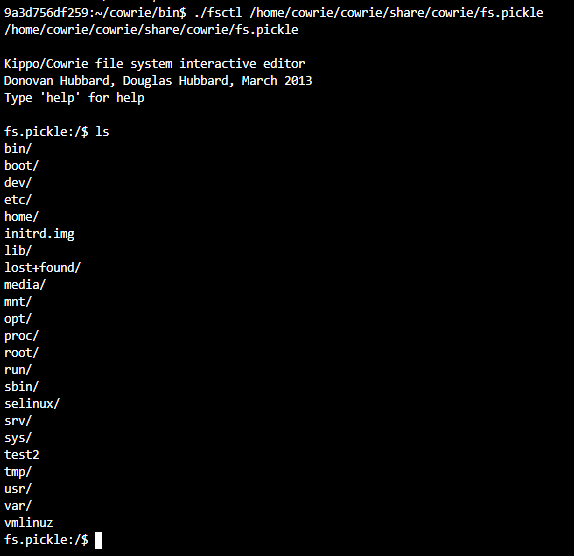 9a3d756df259:~/cowrie/bin$ ./fsctl /home/cowrie/cowrie/share/cowrie/fs.pickle
/home/cowrie/cowrie/share/cowrie/fs.pickle
Kippo/Cowrie file system interactive editor
Donovan Hubbard, Douglas Hubbard, March 2013
Type 'help' for help
fs.pickle:/$ ls
bin/
boot/
dev/
etc/
home/
initrd.img
lib/
lost+found/
media/
mnt/
opt/
proc/
root/
run/
sbin/
selinux/
srv/
sys/
test2
tmp/
usr/
var/
vmlinuz
fs.pickle:/$